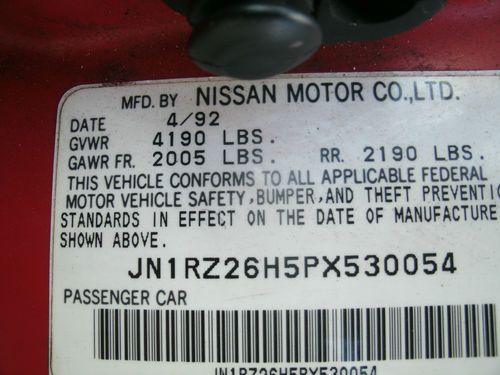 MFD. BY NISSAN MOTOR CO.,LTD.
DATE 4/92
GVWR 4190 LBS.
GAWR FR. 2005 LBS. RR. 2190 LBS.
THIS VEHICLE CONFORMS TO ALL APPLICABLE FEDERAL
MOTOR VEHICLE SAFETY,BUMPER,AND THEFT PREVENTIO
STANDARDS IN EFFECT ON THE DATE OF MANUFACTURE
SHOWN ABOVE.
JN1RZ26H5PX530054
PASSENGER CAR
JN1RZ26H5PX530054